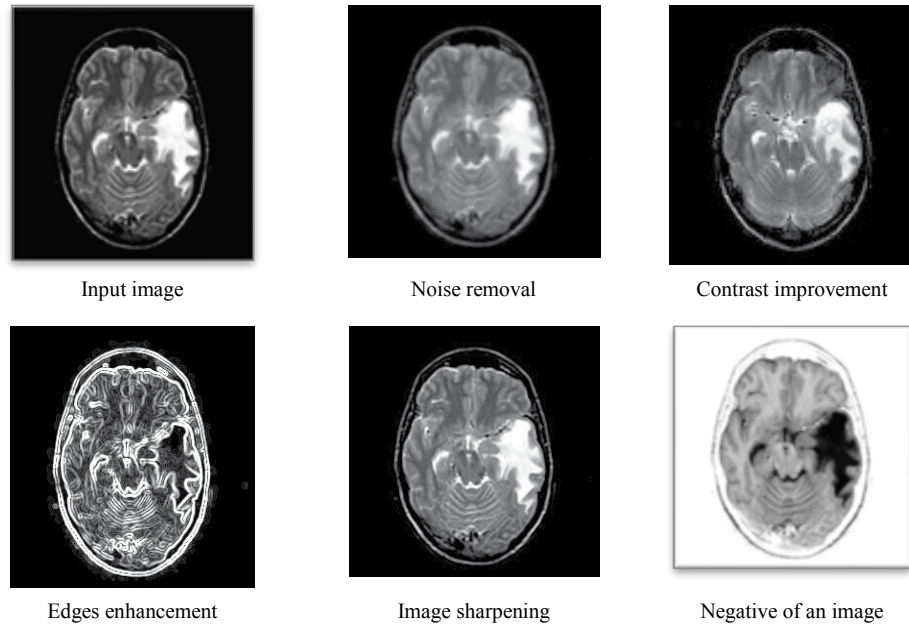 Input image
Noise removal
Contrast improvement
Edges enhancement
Image sharpening
Negative of an image